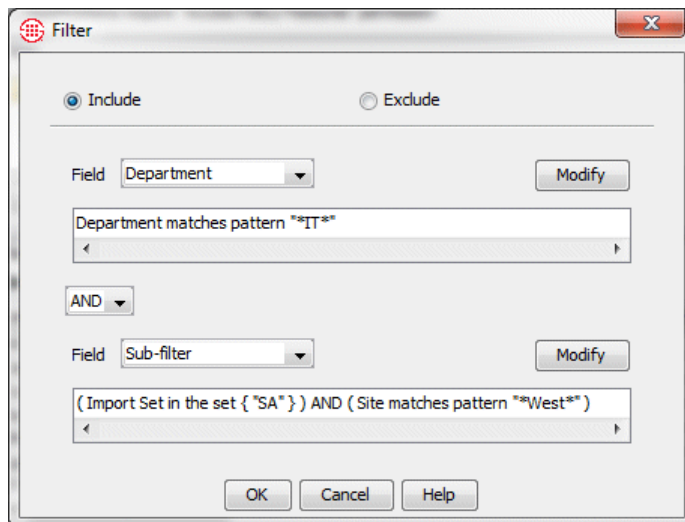 Filter
Include Exclude
Field Department Modify
Department matches pattern "*IT*"
AND
Field Sub-filter Modify
( Import Set in the set { "SA" } ) AND ( Site matches pattern "*West*" )
OK Cancel Help